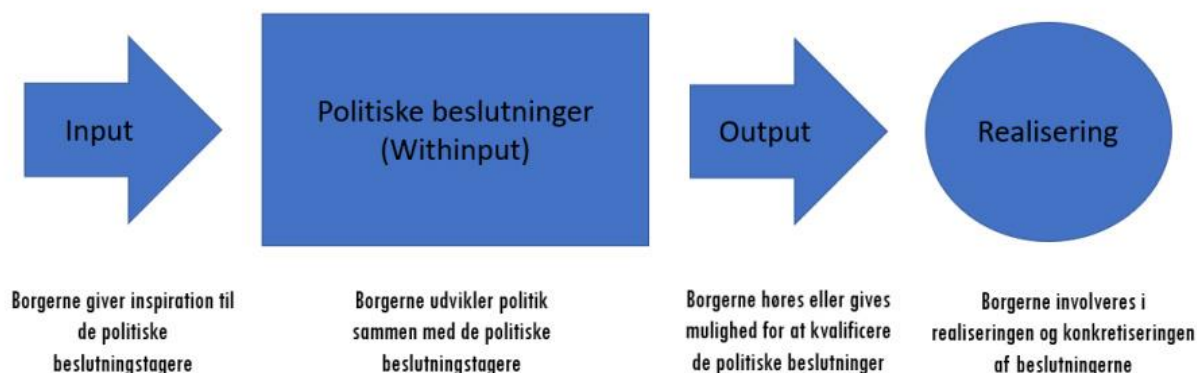 Input
Politiske beslutninger
(Withinput)
Output
Realisering
Borgerne giver inspiration til
de politiske
beslutningstagere
Borgerne udvikler politik
sammen med de politiske
beslutningstagere
Borgerne høres eller gives
mulighed for at kvalificere
de politiske beslutninger
Borgerne involveres i
realiseringen og konkretiseringen
af beslutningerne